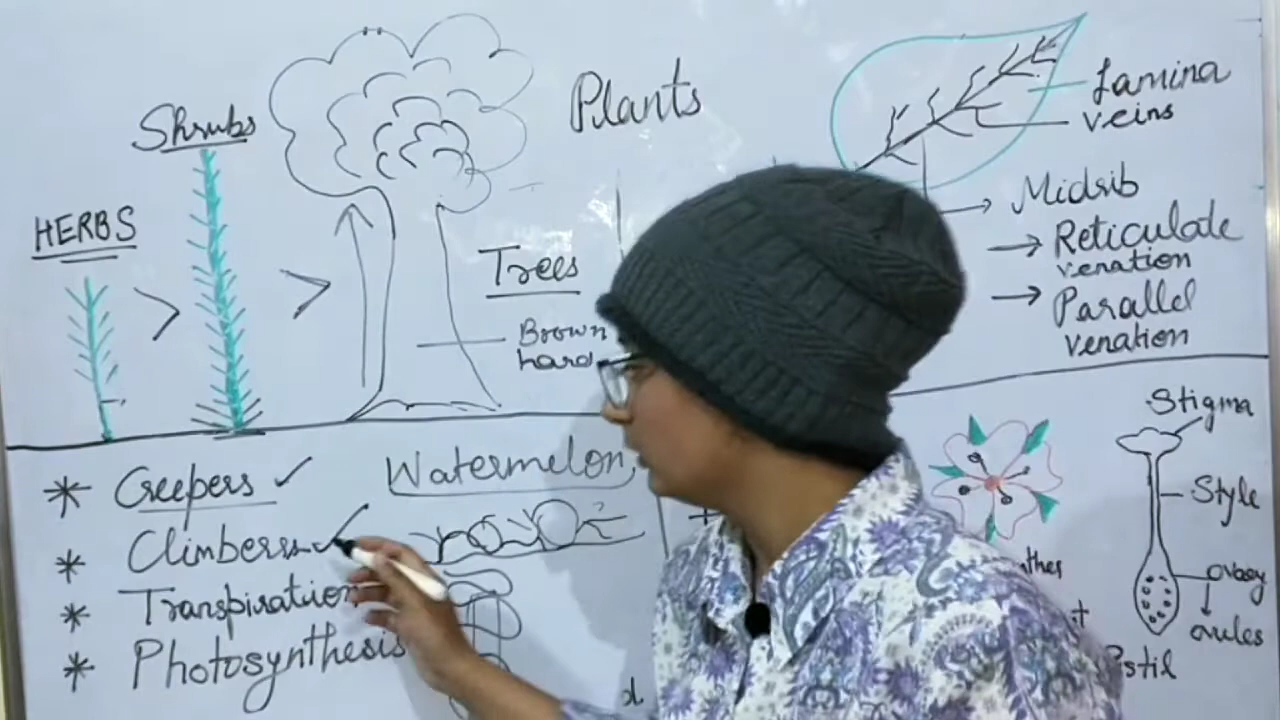 Plants
Shrubs
HERBS
Trees
Brown
hard
Lamina
veins
Midrib
Reticulate
venation
Parallel
venation
* Creepers ✓ Watermelon,
* Climbers ✓
* Transpiration
* Photosynthesis
Stigma
Style
ovary
ovules